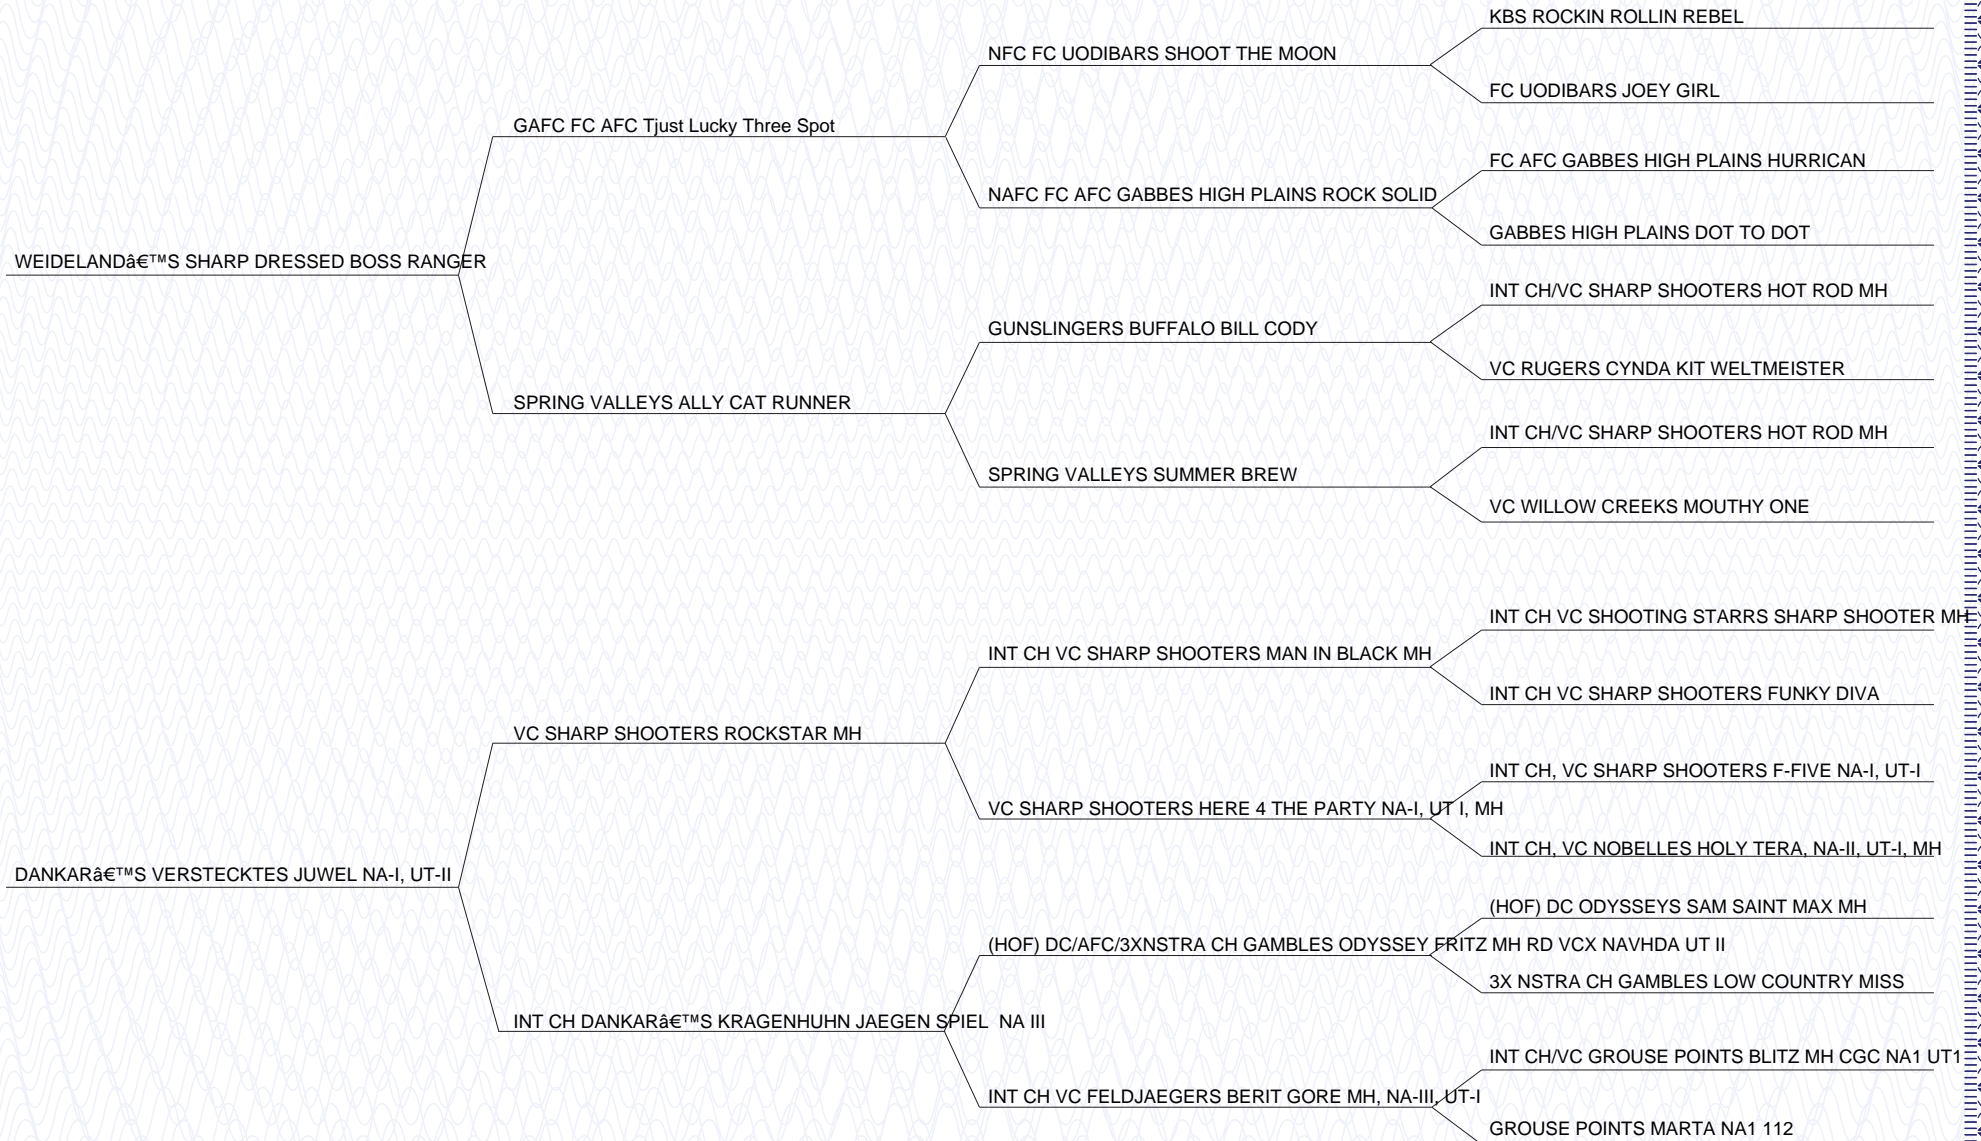 KBS ROCKIN ROLLIN REBEL
NFC FC UODIBARS SHOOT THE MOON
FC UODIBARS JOEY GIRL
GAFC FC AFC Tjust Lucky Three Spot
FC AFC GABBES HIGH PLAINS HURRICAN
NAFC FC AFC GABBES HIGH PLAINS ROCK SOLID
GABBES HIGH PLAINS DOT TO DOT
WEIDELANDâ€™S SHARP DRESSED BOSS RANGER
INT CH/VC SHARP SHOOTERS HOT ROD MH
GUNSLINGERS BUFFALO BILL CODY
VC RUGERS CYNDA KIT WELTMEISTER
SPRING VALLEYS ALLY CAT RUNNER
INT CH/VC SHARP SHOOTERS HOT ROD MH
SPRING VALLEYS SUMMER BREW
VC WILLOW CREEKS MOUTHY ONE
INT CH VC SHOOTING STARRS SHARP SHOOTER MH
INT CH VC SHARP SHOOTERS MAN IN BLACK MH
INT CH VC SHARP SHOOTERS FUNKY DIVA
VC SHARP SHOOTERS ROCKSTAR MH
INT CH, VC SHARP SHOOTERS F-FIVE NA-I, UT-I
VC SHARP SHOOTERS HERE 4 THE PARTY NA-I, UT I, MH
INT CH, VC NOBELLES HOLY TERA, NA-II, UT-I, MH
DANKARâ€™S VERSTECKTES JUWEL NA-I, UT-II
(HOF) DC ODYSSEYS SAM SAINT MAX MH
(HOF) DC/AFC/3XNSTRA CH GAMBLES ODYSSEY FRITZ MH RD VCX NAVHDA UT II
3X NSTRA CH GAMBLES LOW COUNTRY MISS
INT CH DANKARâ€™S KRAGENHUHN JAEGEN SPIEL  NA III
INT CH/VC GROUSE POINTS BLITZ MH CGC NA1 UT1
INT CH VC FELDJAEGERS BERIT GORE MH, NA-III, UT-I
GROUSE POINTS MARTA NA1 112